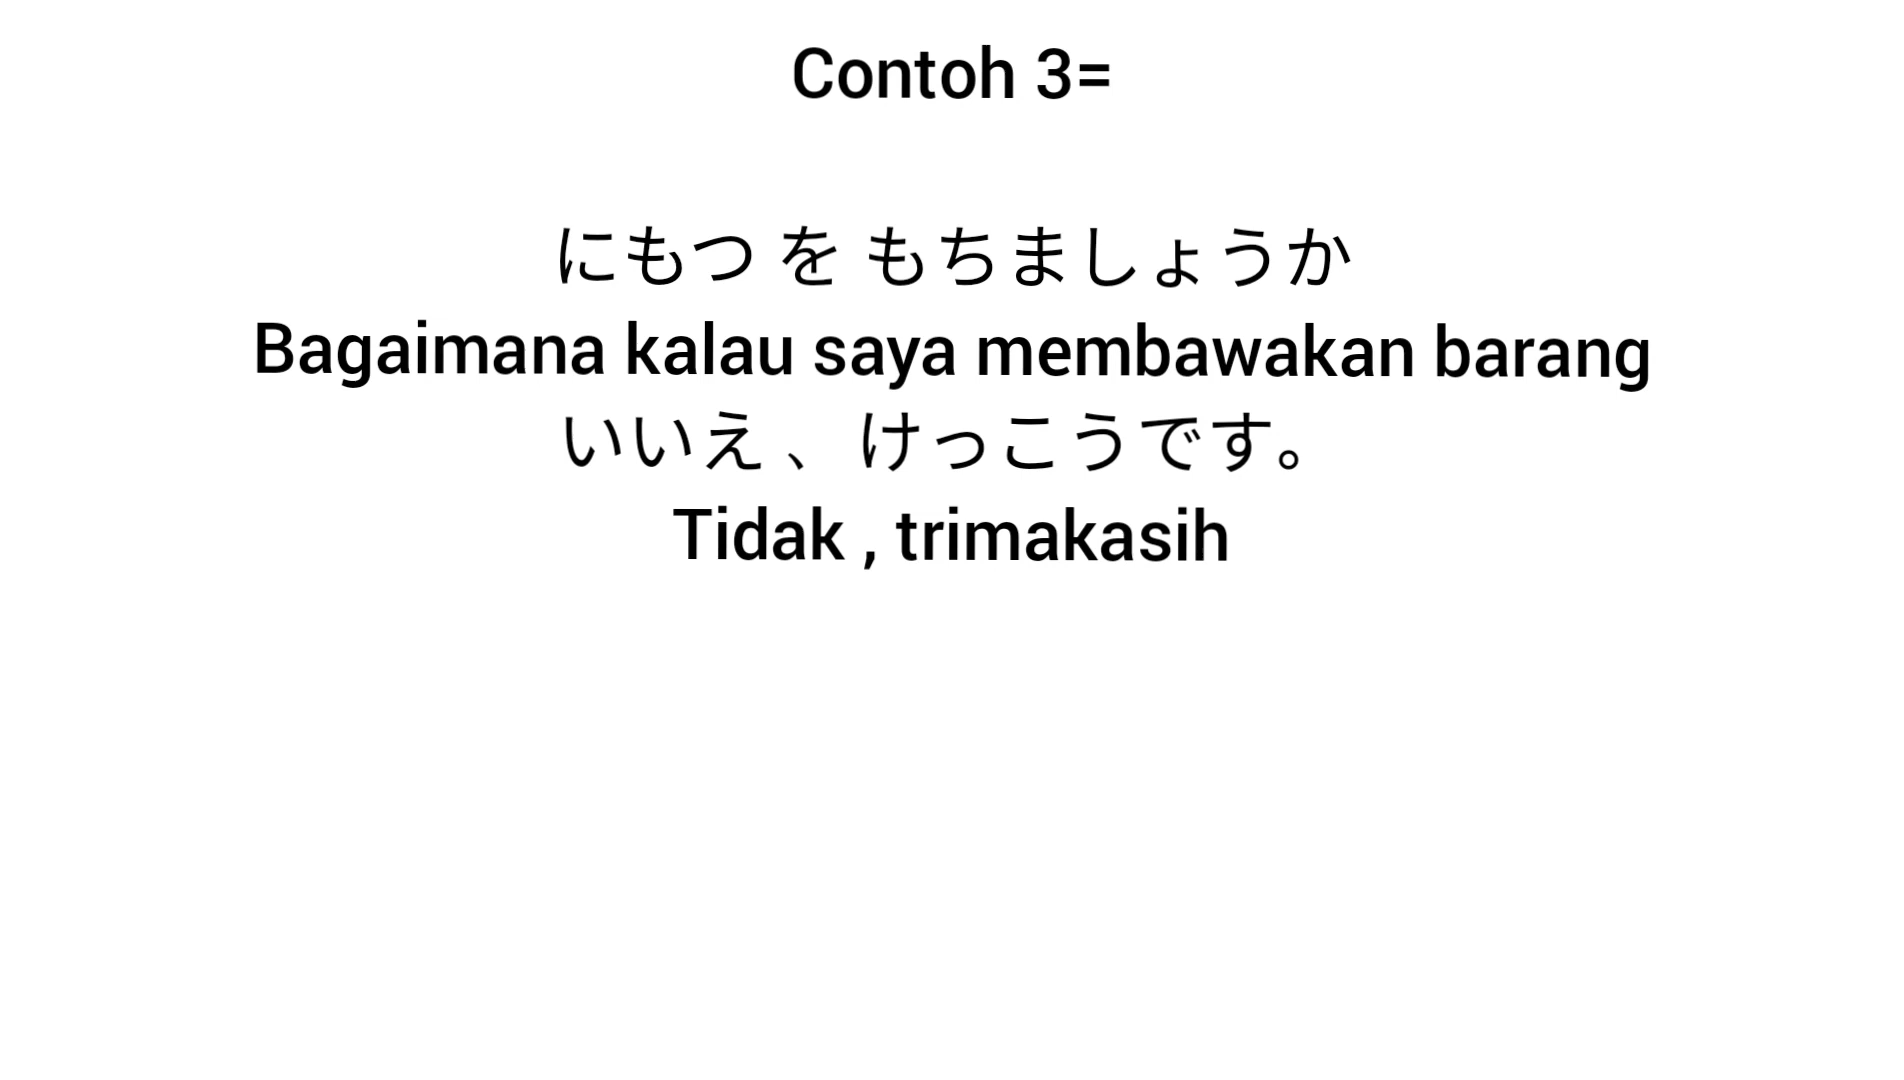 Contoh 3=
にもつ を もちましょうか
Bagaimana kalau saya membawakan barang
いいえ 、 けっこうです。
Tidak , trimakasih